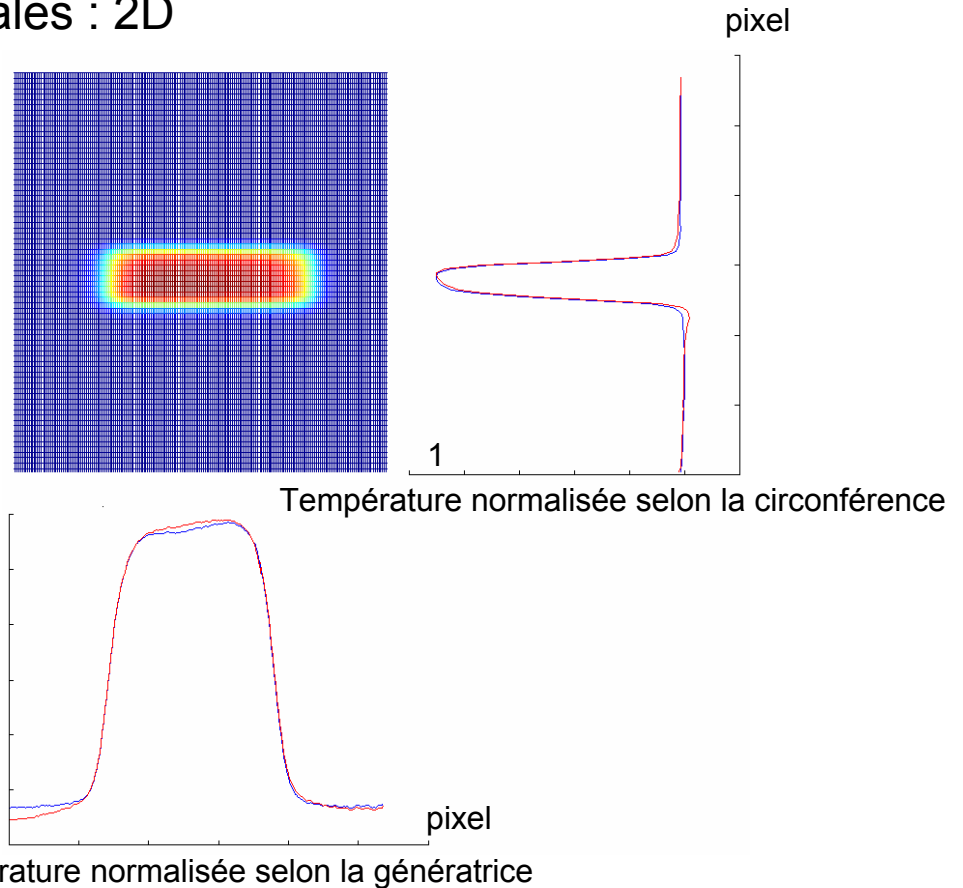 ales : 2D
pixel
1
Température normalisée selon la circonférence
pixel
rature normalisée selon la génératrice